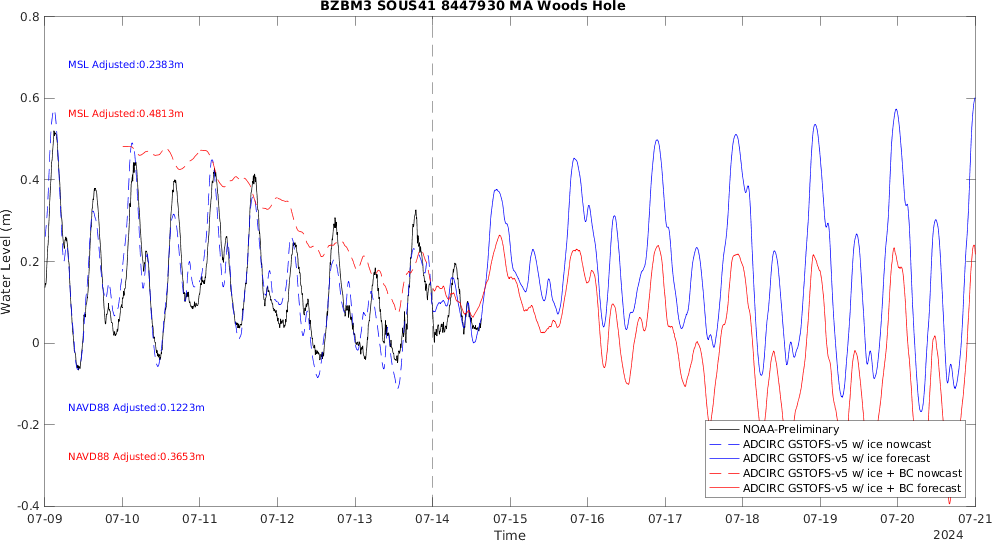 BZBM3 SOUS41 8447930 MA Woods Hole
0.8
0.6
0.4
0.2
0
-0.2
-0.4
Water Level (m)
MSL Adjusted:0.2383m
MSL Adjusted:0.4813m
NAVD88 Adjusted:0.1223m
NAVD88 Adjusted:0.3653m
NOAA-Preliminary
ADCIRC GSTOFS-v5 w/ ice nowcast
ADCIRC GSTOFS-v5 w/ ice forecast
ADCIRC GSTOFS-v5 w/ ice + BC nowcast
ADCIRC GSTOFS-v5 w/ ice + BC forecast
07-09 07-10 07-11 07-12 07-13 07-14 07-15 07-16 07-17 07-18 07-19 07-20 07-21
Time
2024